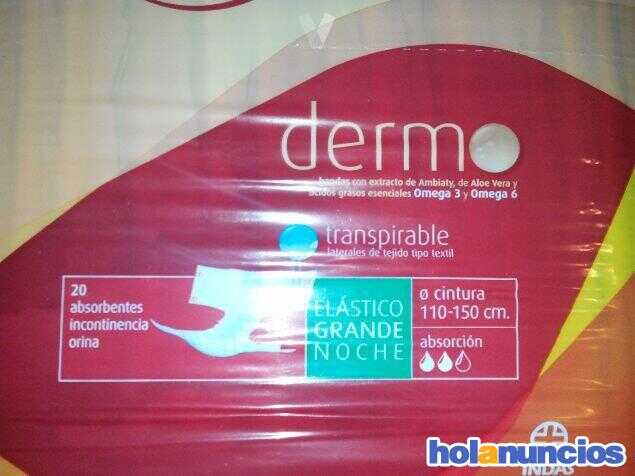 dermo
bandas con extracto de Ambiaty, de Aloe Vera y
ácidos grasos esenciales Omega 3 y Omega 6
transpirable
laterales de tejido tipo textil
20
absorbentes
incontinencia
orina
ELÁSTICO
GRANDE
NOCHE
ø cintura
110-150 cm.
absorción
INDAS
holanuncios